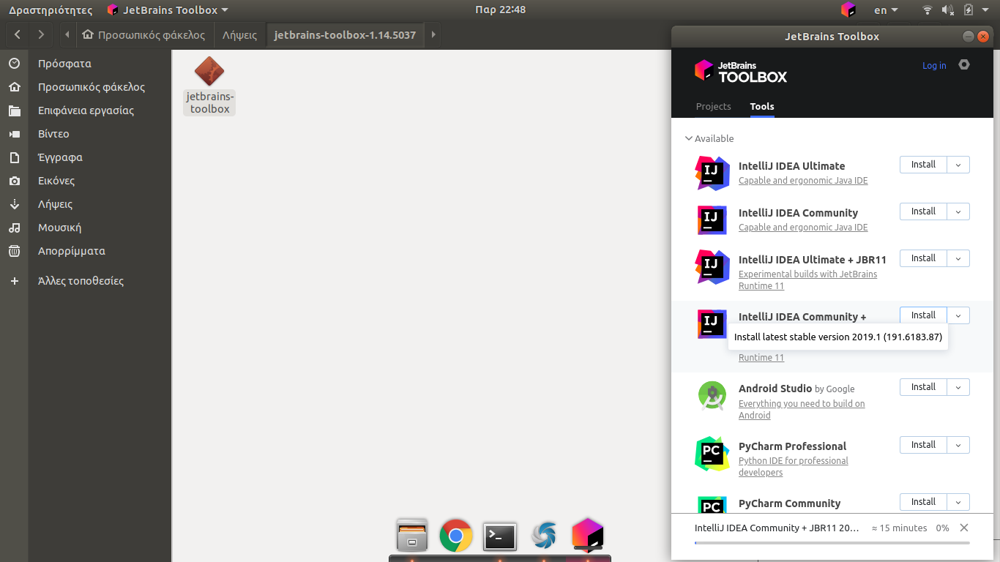 Δραστηριότητες
JetBrains Toolbox
Παρ 22:48
en
Προσωπικός φάκελος
Λήψεις
jetbrains-toolbox-1.14.5037
Πρόσφατα
Προσωπικός φάκελος
Επιφάνεια εργασίας
Βίντεο
Έγγραφα
Εικόνες
Λήψεις
Μουσική
Απορρίμματα
Άλλες τοποθεσίες
jetbrains-
toolbox
JetBrains Toolbox
JetBrains
TOOLBOX
Log in
Projects
Tools
Available
IJ
IntelliJ IDEA Ultimate
Install
Capable and ergonomic Java IDE
IJ
IntelliJ IDEA Community
Install
Capable and ergonomic Java IDE
IJ
IntelliJ IDEA Ultimate + JBR11
Install
Experimental builds with JetBrains
Runtime 11
IJ
IntelliJ IDEA Community +
Install
Install latest stable version 2019.1 (191.6183.87)
Runtime 11
Android Studio by Google
Install
Everything you need to build on
Android
PC
PyCharm Professional
Install
Python IDE for professional
developers
PC
PyCharm Community
Install
IntelliJ IDEA Community + JBR11 20... ≈ 15 minutes 0%